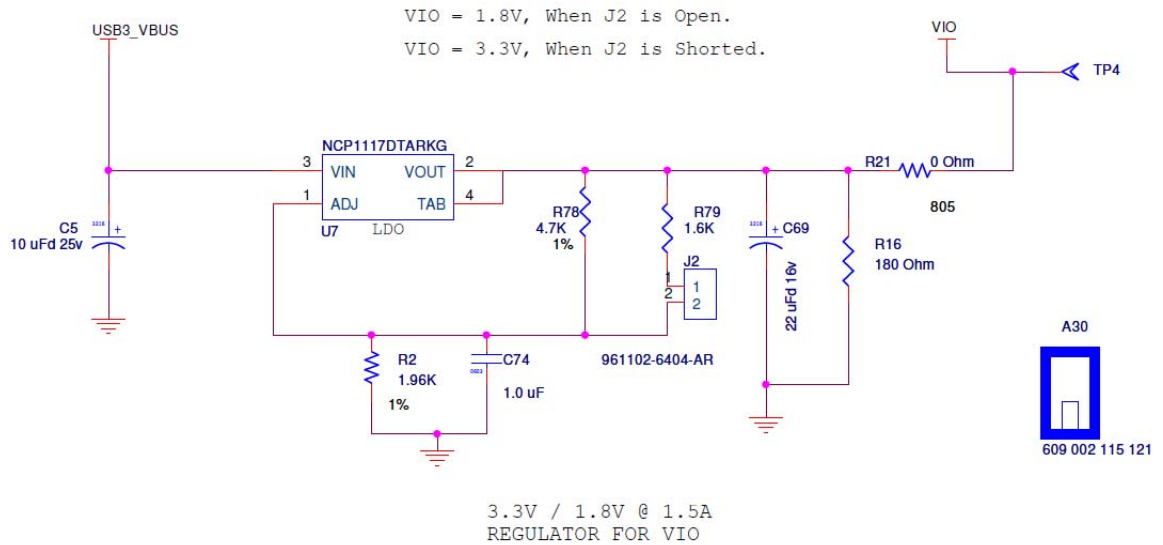 VIO = 1.8V, When J2 is Open.
USB3_VBUS
VIO
VIO = 3.3V, When J2 is Shorted.
TP4
NCP1117DTARKG
3
VIN
VOUT
2
R21
0 Ohm
1
ADJ
TAB
4
805
U7
LDO
C5
10 uFd 25v
3216
+
R78
4.7K
1%
R79
1.6K
3216
+ C69
22 uFd 16v
R16
180 Ohm
J2
1
2
1
2
961102-6404-AR
R2
1.96K
1%
C74
1.0 uF
A30
609 002 115 121
3.3V / 1.8V @ 1.5A
REGULATOR FOR VIO